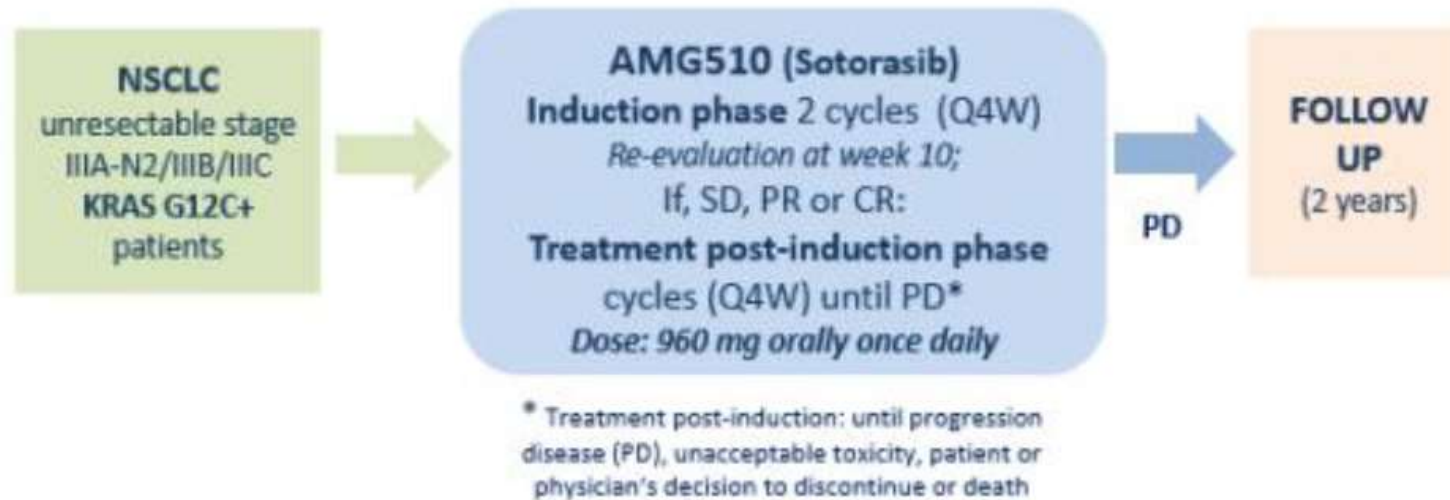 NSCLC
unresectable stage
IIIA-N2/IIIB/IIIC
KRAS G12C+
patients
AMG510 (Sotorasib)
Induction phase 2 cycles (Q4W)
Re-evaluation at week 10;
If, SD, PR or CR:
Treatment post-induction phase
cycles (Q4W) until PD*
Dose: 960 mg orally once daily
PD
FOLLOW
UP
(2 years)
* Treatment post-induction: until progression
disease (PD), unacceptable toxicity, patient or
physician's decision to discontinue or death